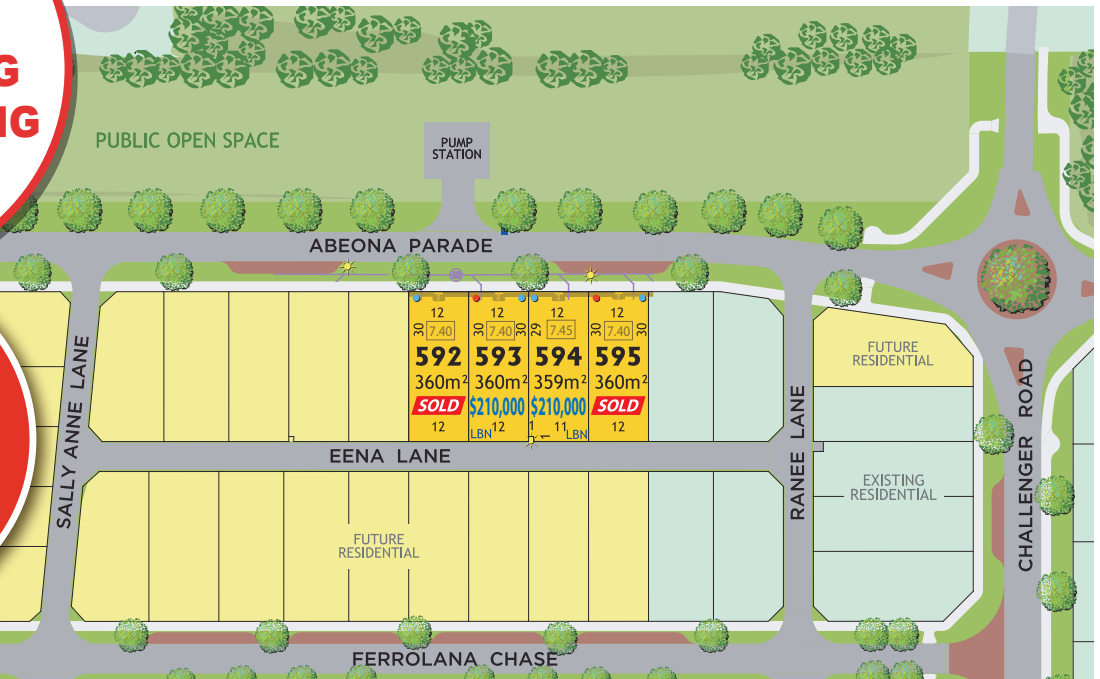 G
IG
PUBLIC OPEN SPACE
PUMP
STATION
ABEONA PARADE
12 12 12 12
30 7.40 30 7.40 30 29 7.45 30 7.40 30
592 593 594 595
360m² 360m² 359m² 360m²
SOLD $210,000 $210,000 SOLD
12 LBN 12 1 1 11 LBN 12
EENA LANE
SALLY ANNE LANE
FUTURE
RESIDENTIAL
RANEE LANE
FUTURE
RESIDENTIAL
EXISTING
RESIDENTIAL
CHALLENGER ROAD
FERROLANA CHASE